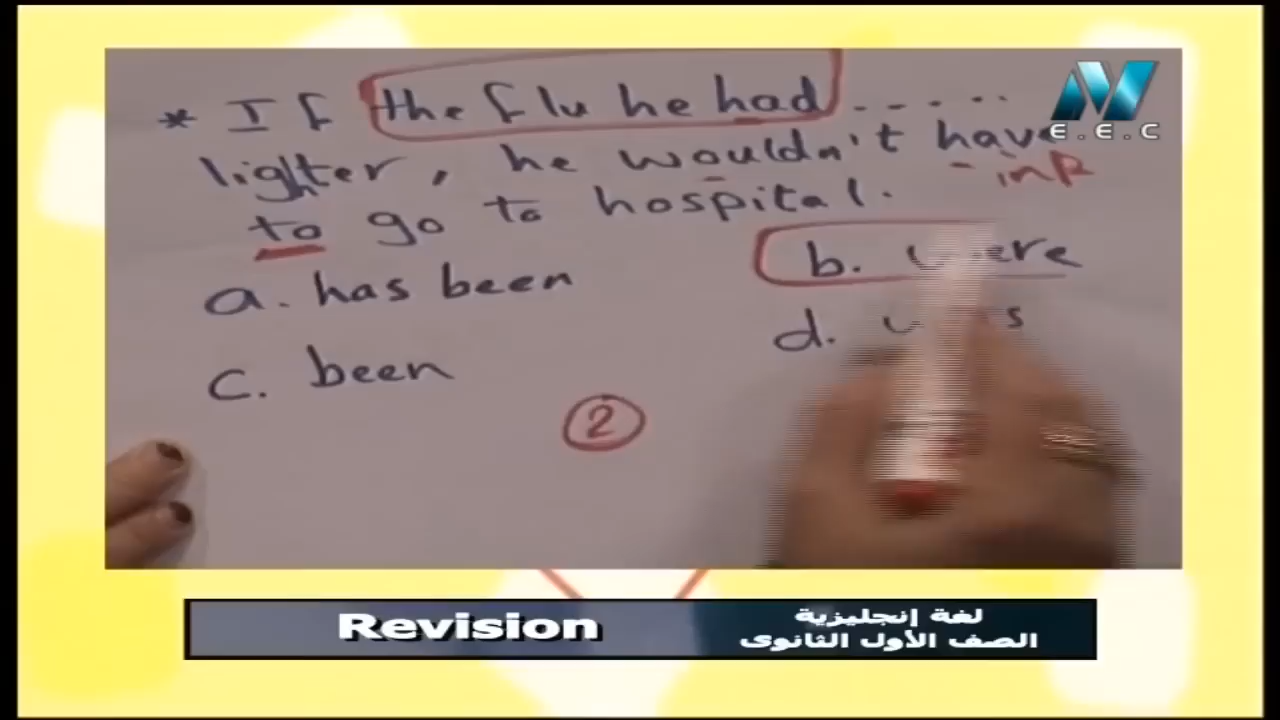 * If the flu he had ......
lighter, he wouldn't have
- inf
to go to hospital.
a. has been
b. were
c. been
d.
2
E.E.C
Revision
لغة إنجليزية
الصف الأول الثانوى